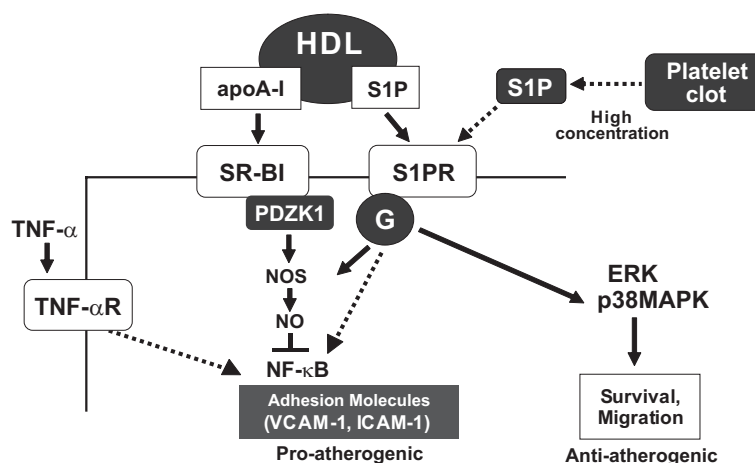 HDL
apoA-I
S1P
S1P
Platelet
clot
High
concentration
SR-BI
S1PR
PDZK1
G
TNF-α
NOS
TNF-αR
NO
ERK
p38MAPK
NF-κB
Adhesion Molecules
(VCAM-1, ICAM-1)
Pro-atherogenic
Survival,
Migration
Anti-atherogenic